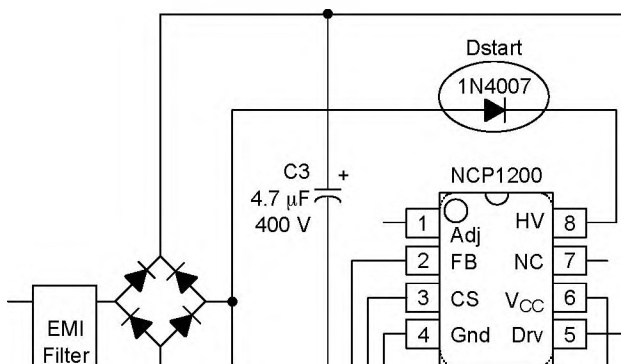 Dstart
1N4007
C3
+
4.7 μF
400 V
NCP1200
1
Adj
HV
8
2
FB
NC
7
3
CS
VCC
6
4
Gnd
Drv
5
EMI
Filter